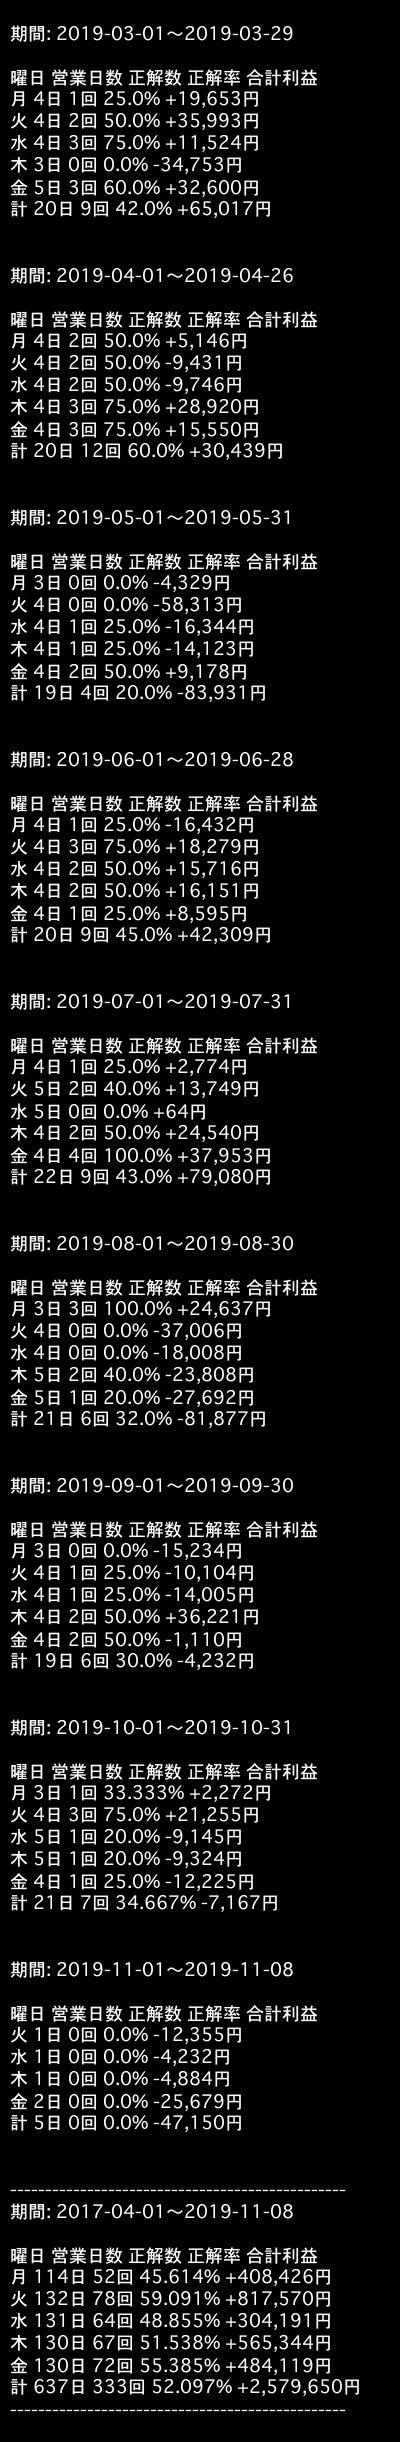 期間: 2019-03-01～2019-03-29
曜日 営業日数 正解数 正解率 合計利益
月 4日 1回 25.0% +19,653円
火 4日 2回 50.0% +35,993円
水 4日 3回 75.0% +11,524円
木 3日 0回 0.0% -34,753円
金 5日 3回 60.0% +32,600円
計 20日 9回 42.0% +65,017円
期間: 2019-04-01～2019-04-26
曜日 営業日数 正解数 正解率 合計利益
月 4日 2回 50.0% +5,146円
火 4日 2回 50.0% -9,431円
水 4日 2回 50.0% -9,746円
木 4日 3回 75.0% +28,920円
金 4日 3回 75.0% +15,550円
計 20日 12回 60.0% +30,439円
期間: 2019-05-01～2019-05-31
曜日 営業日数 正解数 正解率 合計利益
月 3日 0回 0.0% -4,329円
火 4日 0回 0.0% -58,313円
水 4日 1回 25.0% -16,344円
木 4日 1回 25.0% -14,123円
金 4日 2回 50.0% +9,178円
計 19日 4回 20.0% -83,931円
期間: 2019-06-01～2019-06-28
曜日 営業日数 正解数 正解率 合計利益
月 4日 1回 25.0% -16,432円
火 4日 3回 75.0% +18,279円
水 4日 2回 50.0% +15,716円
木 4日 2回 50.0% +16,151円
金 4日 1回 25.0% +8,595円
計 20日 9回 45.0% +42,309円
期間: 2019-07-01～2019-07-31
曜日 営業日数 正解数 正解率 合計利益
月 4日 1回 25.0% +2,774円
火 5日 2回 40.0% +13,749円
水 5日 0回 0.0% +64円
木 4日 2回 50.0% +24,540円
金 4日 4回 100.0% +37,953円
計 22日 9回 43.0% +79,080円
期間: 2019-08-01～2019-08-30
曜日 営業日数 正解数 正解率 合計利益
月 3日 3回 100.0% +24,637円
火 4日 0回 0.0% -37,006円
水 4日 0回 0.0% -18,008円
木 5日 2回 40.0% -23,808円
金 5日 1回 20.0% -27,692円
計 21日 6回 32.0% -81,877円
期間: 2019-09-01～2019-09-30
曜日 営業日数 正解数 正解率 合計利益
月 3日 0回 0.0% -15,234円
火 4日 1回 25.0% -10,104円
水 4日 1回 25.0% -14,005円
木 4日 2回 50.0% +36,221円
金 4日 2回 50.0% -1,110円
計 19日 6回 30.0% -4,232円
期間: 2019-10-01～2019-10-31
曜日 営業日数 正解数 正解率 合計利益
月 3日 1回 33.333% +2,272円
火 4日 3回 75.0% +21,255円
水 5日 1回 20.0% -9,145円
木 5日 1回 20.0% -9,324円
金 4日 1回 25.0% -12,225円
計 21日 7回 34.667% -7,167円
期間: 2019-11-01～2019-11-08
曜日 営業日数 正解数 正解率 合計利益
火 1日 0回 0.0% -12,355円
水 1日 0回 0.0% -4,232円
木 1日 0回 0.0% -4,884円
金 2日 0回 0.0% -25,679円
計 5日 0回 0.0% -47,150円
------------------------------------------------
期間: 2017-04-01～2019-11-08
曜日 営業日数 正解数 正解率 合計利益
月 114日 52回 45.614% +408,426円
火 132日 78回 59.091% +817,570円
水 131日 64回 48.855% +304,191円
木 130日 67回 51.538% +565,344円
金 130日 72回 55.385% +484,119円
計 637日 333回 52.097% +2,579,650円
------------------------------------------------